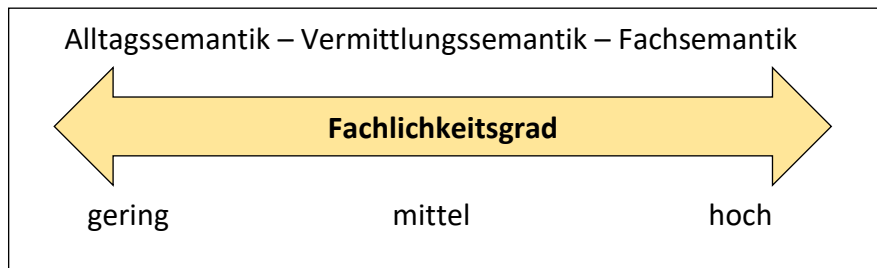 Alltagssemantik – Vermittlungssemantik – Fachsemantik
Fachlichkeitsgrad
gering mittel hoch